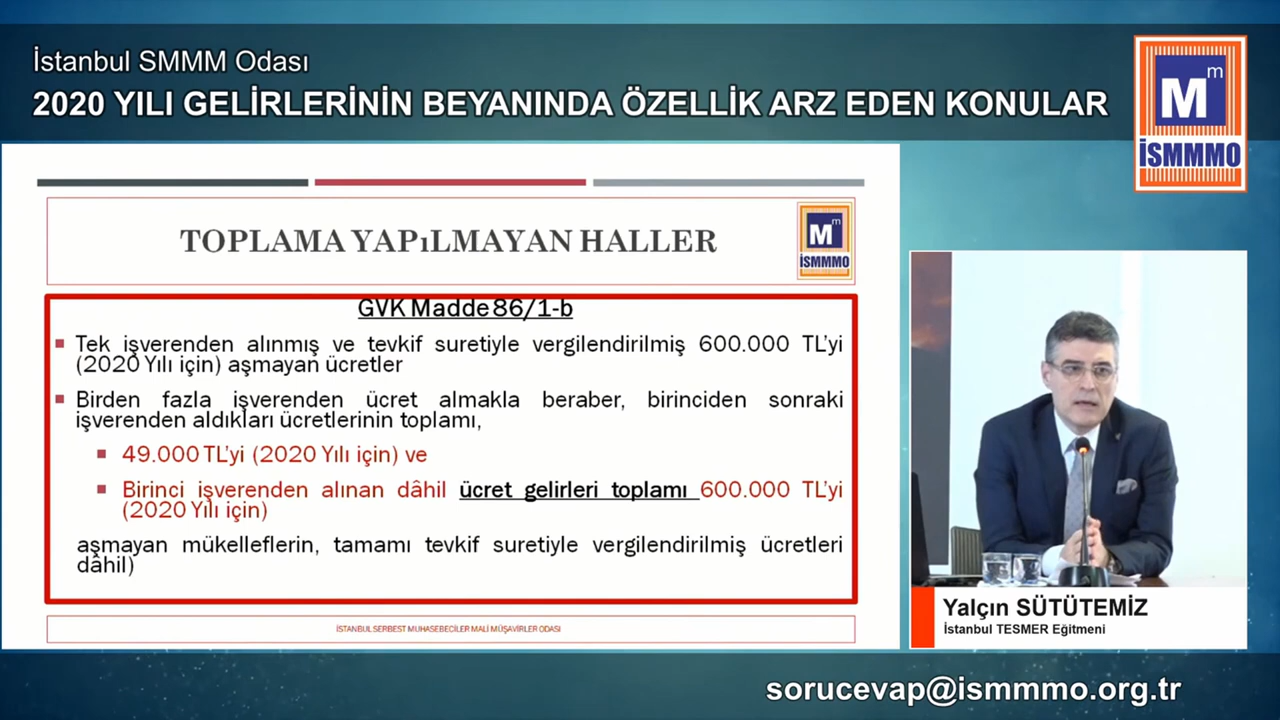 İstanbul SMMM Odası
2020 YILI GELİRLERİNİN BEYANINDA ÖZELLİK ARZ EDEN KONULAR
Mm
İSMMMO
TOPLAMA YAPıLMAYAN HALLER
Mm
İSMMMO
GVK Madde 86/1-b
Tek işverenden alınmış ve tevkif suretiyle vergilendirilmiş 600.000 TL'yi
(2020 Yılı için) aşmayan ücretler
Birden fazla işverenden ücret almakla beraber, birinciden sonraki
işverenden aldıkları ücretlerinin toplamı,
49.000 TL'yi (2020 Yılı için) ve
Birinci işverenden alınan dâhil ücret gelirleri toplamı 600.000 TL'yi
(2020 Yılı için)
aşmayan mükelleflerin, tamamı tevkif suretiyle vergilendirilmiş ücretleri
dâhil)
İSTANBUL SERBEST MUHASEBECİLER MALİ MÜŞAVİRLER ODASI
Yalçın SÜTÜTEMİZ
İstanbul TESMER Eğitmeni
sorucevap@ismmmo.org.tr